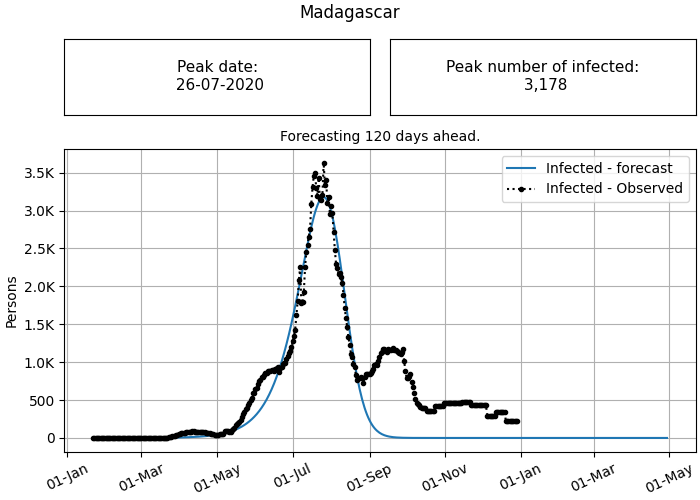 Madagascar
Peak date:
26-07-2020
Peak number of infected:
3,178
Forecasting 120 days ahead.
Infected - forecast
Infected - Observed
Persons
3.5K
3.0K
2.5K
2.0K
1.5K
1.0K
500
0
01-Jan
01-Mar
01-May
01-Jul
01-Sep
01-Nov
01-Jan
01-Mar
01-May